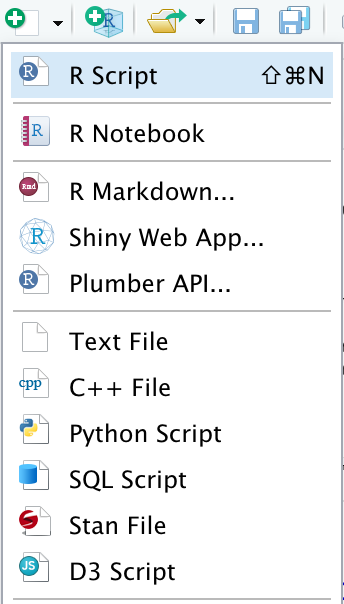 R Script ⇧⌘N
R Notebook
R Markdown...
Shiny Web App...
Plumber API...
Text File
C++ File
Python Script
SQL Script
Stan File
D3 Script